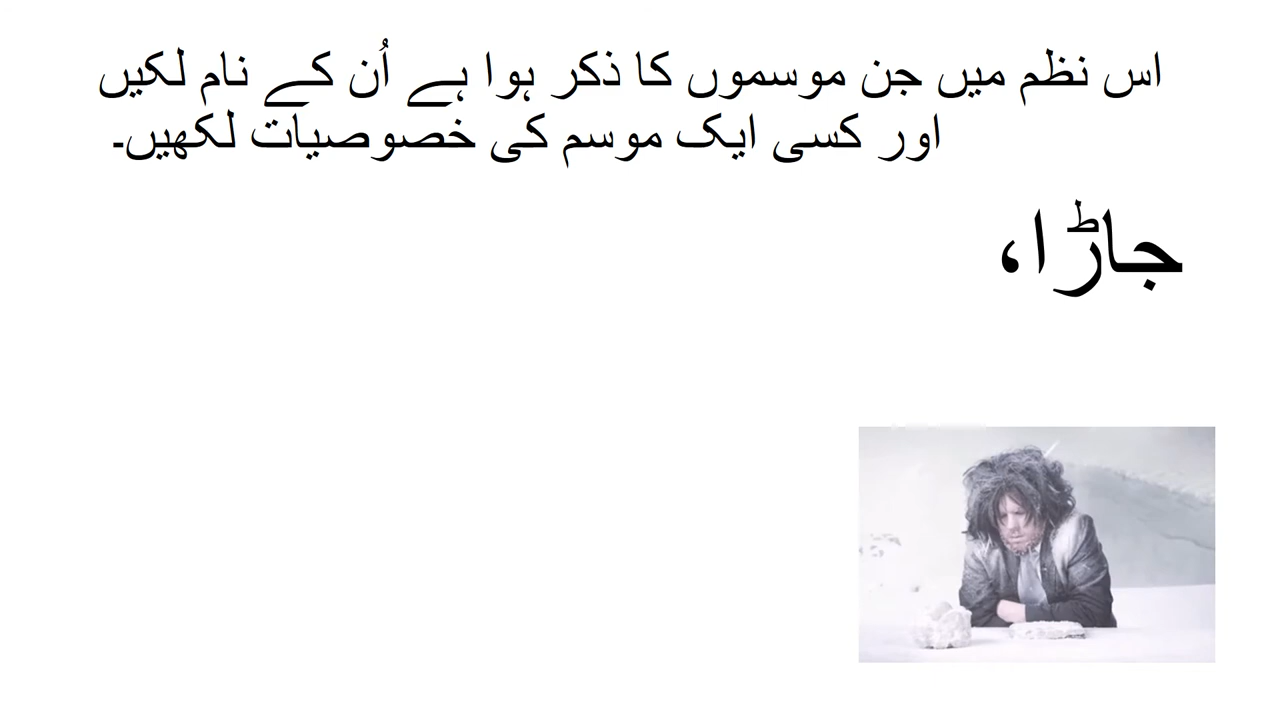 اس نظم میں جن موسموں کا ذکر ہوا ہے اُن کے نام لکیں
اور کسی ایک موسم کی خصوصیات لکھیں۔
جاڑا،